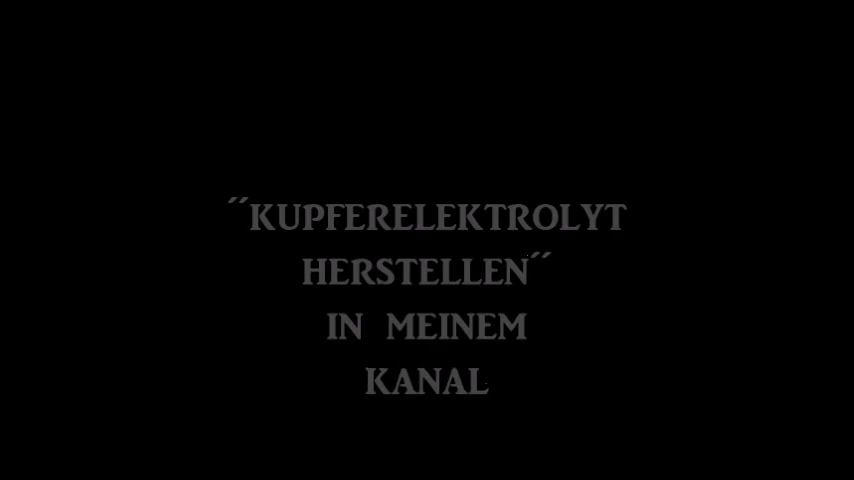 ´´KUPFERELEKTROLYT
HERSTELLEN´´
IN MEINEM
KANAL